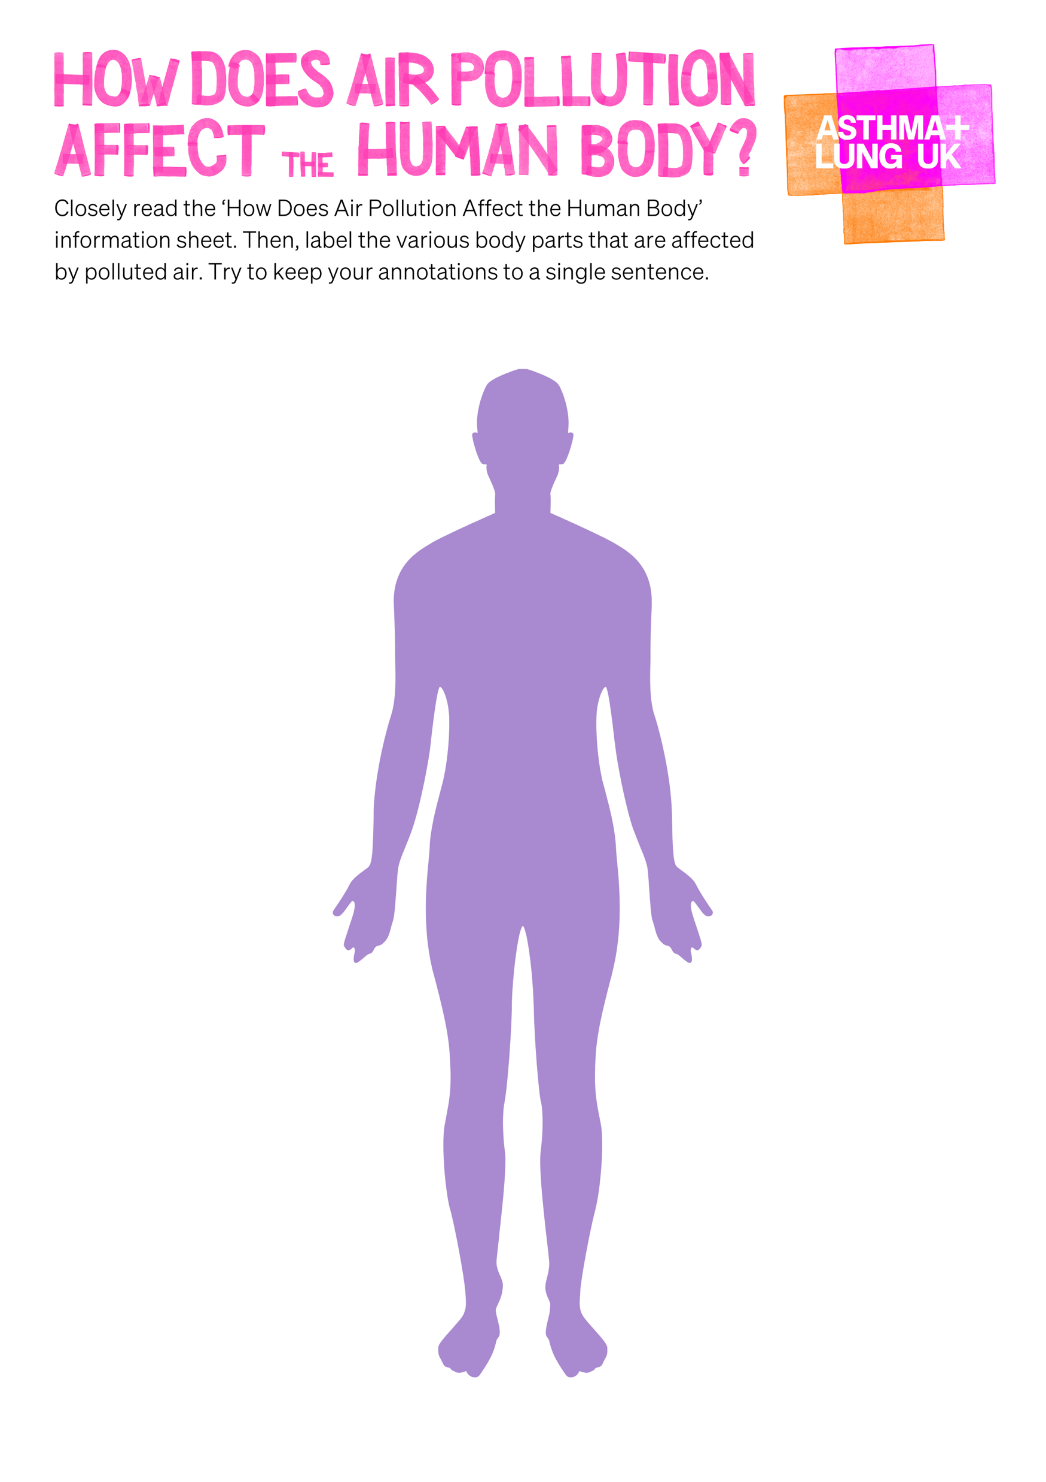 HOW DOES AIR POLLUTION
AFFECT THE HUMAN BODY?
ASTHMA+
LUNG UK
Closely read the ‘How Does Air Pollution Affect the Human Body’
information sheet. Then, label the various body parts that are affected
by polluted air. Try to keep your annotations to a single sentence.